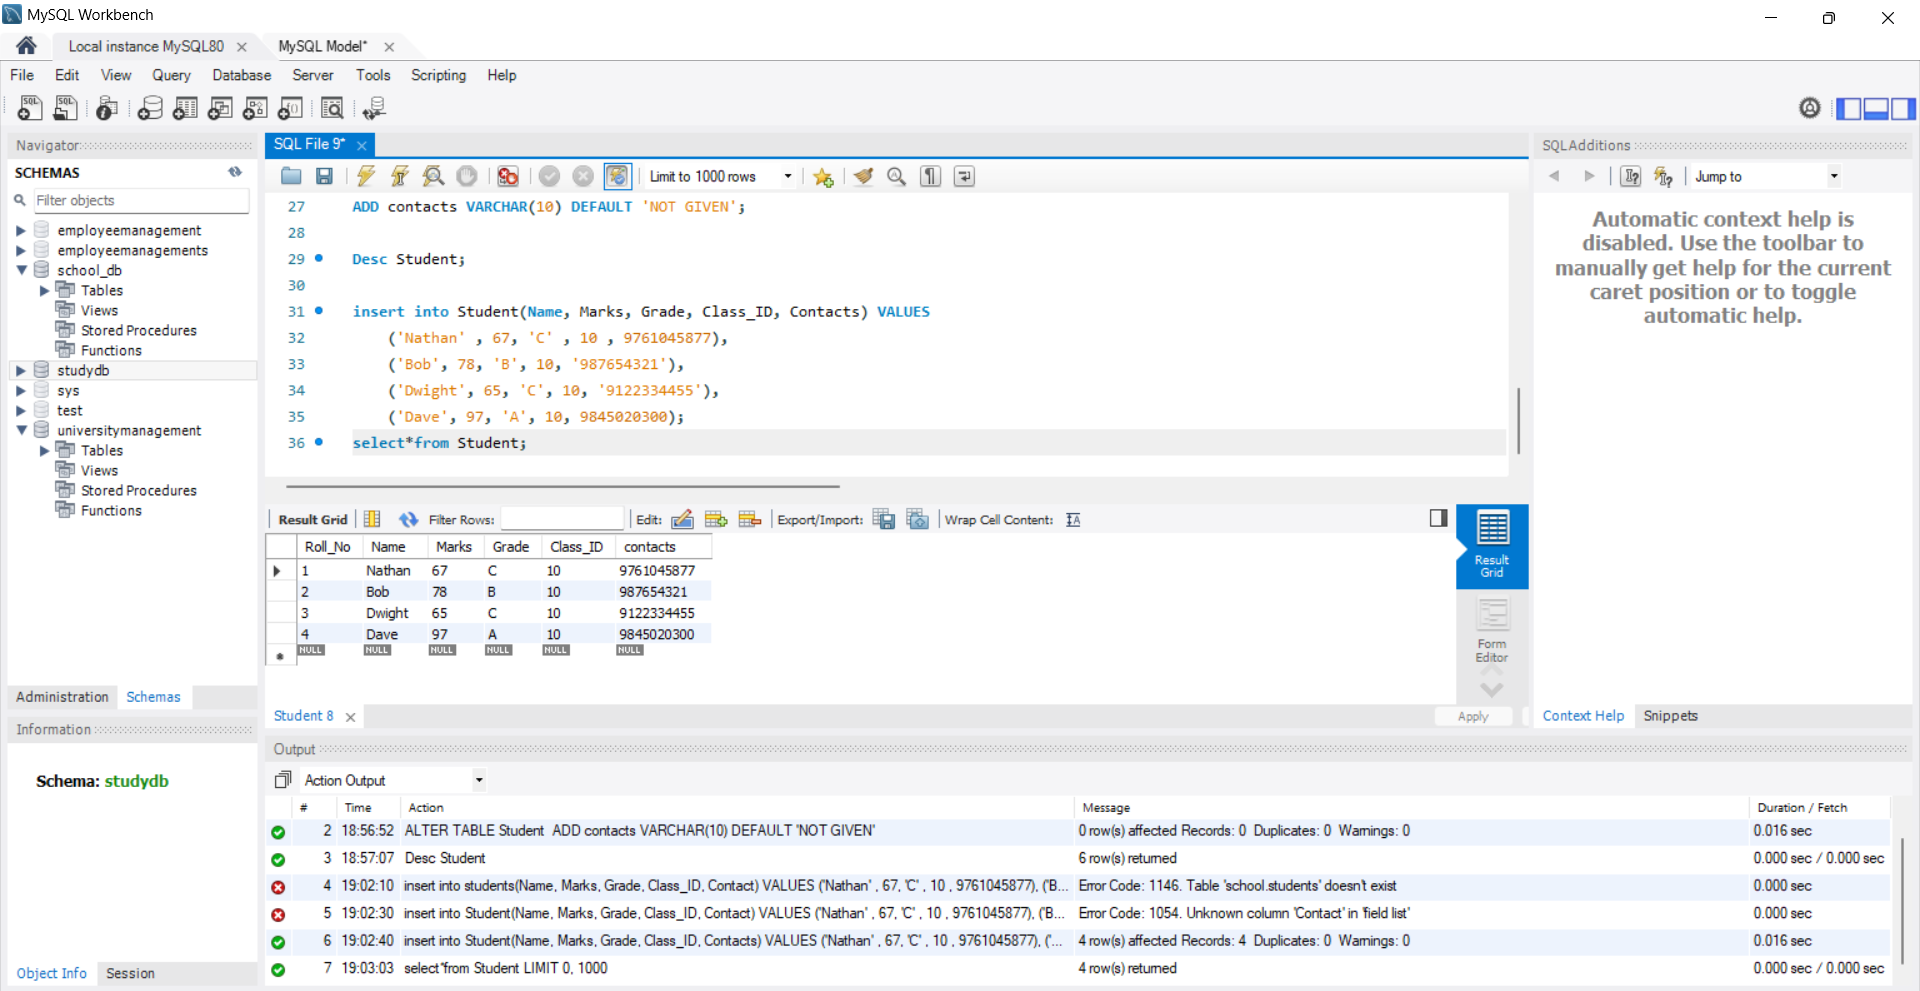 MySQL Workbench
Local instance MySQL80
MySQL Model*
File Edit View Query Database Server Tools Scripting Help
Navigator
SCHEMAS
Filter objects
employeemanagement
employeemanagements
school_db
Tables
Views
Stored Procedures
Functions
studydb
sys
test
universitymanagement
Tables
Views
Stored Procedures
Functions
Administration Schemas
Information
Schema: studydb
Object Info Session
SQL File 9*
Limit to 1000 rows
27 ADD contacts VARCHAR(10) DEFAULT 'NOT GIVEN';
28
29 Desc Student;
30
31 insert into Student(Name, Marks, Grade, Class_ID, Contacts) VALUES
32 ('Nathan' , 67, 'C' , 10 , 9761045877),
33 ('Bob', 78, 'B', 10, '987654321'),
34 ('Dwight', 65, 'C', 10, '9122334455'),
35 ('Dave', 97, 'A', 10, 9845020300);
36 select*from Student;
Result Grid Filter Rows: Edit: Export/Import: Wrap Cell Content:
Roll_No Name Marks Grade Class_ID contacts
1 Nathan 67 C 10 9761045877
2 Bob 78 B 10 987654321
3 Dwight 65 C 10 9122334455
4 Dave 97 A 10 9845020300
NULL NULL NULL NULL NULL NULL
Result
Grid
Form
Editor
Student 8
Apply
SQLAdditions
Jump to
Automatic context help is
disabled. Use the toolbar to
manually get help for the current
caret position or to toggle
automatic help.
Context Help Snippets
Output
Action Output
# Time Action Message Duration / Fetch
2 18:56:52 ALTER TABLE Student ADD contacts VARCHAR(10) DEFAULT 'NOT GIVEN' 0 row(s) affected Records: 0 Duplicates: 0 Warnings: 0 0.016 sec
3 18:57:07 Desc Student 6 row(s) returned 0.000 sec / 0.000 sec
4 19:02:10 insert into students(Name, Marks, Grade, Class_ID, Contact) VALUES ('Nathan' , 67, 'C' , 10 , 9761045877), ('B... Error Code: 1146. Table 'school.students' doesn't exist 0.000 sec
5 19:02:30 insert into Student(Name, Marks, Grade, Class_ID, Contact) VALUES ('Nathan' , 67, 'C' , 10 , 9761045877), ('B... Error Code: 1054. Unknown column 'Contact' in 'field list' 0.000 sec
6 19:02:40 insert into Student(Name, Marks, Grade, Class_ID, Contacts) VALUES ('Nathan' , 67, 'C' , 10 , 9761045877), ('... 4 row(s) affected Records: 4 Duplicates: 0 Warnings: 0 0.016 sec
7 19:03:03 select*from Student LIMIT 0, 1000 4 row(s) returned 0.000 sec / 0.000 sec